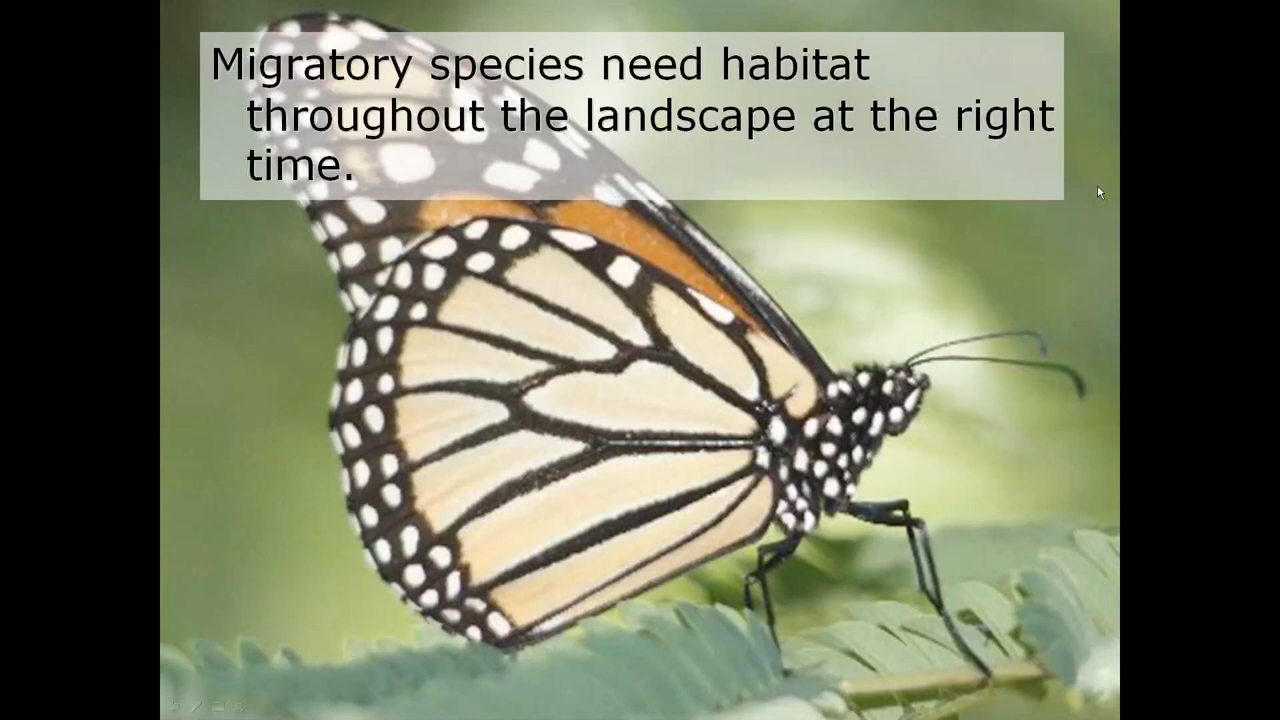 Migratory species need habitat
throughout the landscape at the right
time.